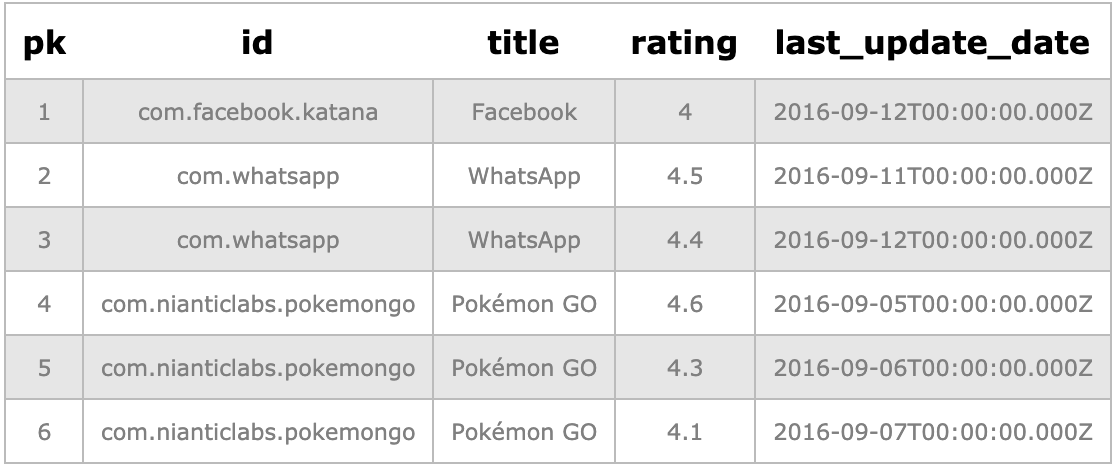 pk id title rating last_update_date
1 com.facebook.katana Facebook 4 2016-09-12T00:00:00.000Z
2 com.whatsapp WhatsApp 4.5 2016-09-11T00:00:00.000Z
3 com.whatsapp WhatsApp 4.4 2016-09-12T00:00:00.000Z
4 com.nianticlabs.pokemongo Pokémon GO 4.6 2016-09-05T00:00:00.000Z
5 com.nianticlabs.pokemongo Pokémon GO 4.3 2016-09-06T00:00:00.000Z
6 com.nianticlabs.pokemongo Pokémon GO 4.1 2016-09-07T00:00:00.000Z